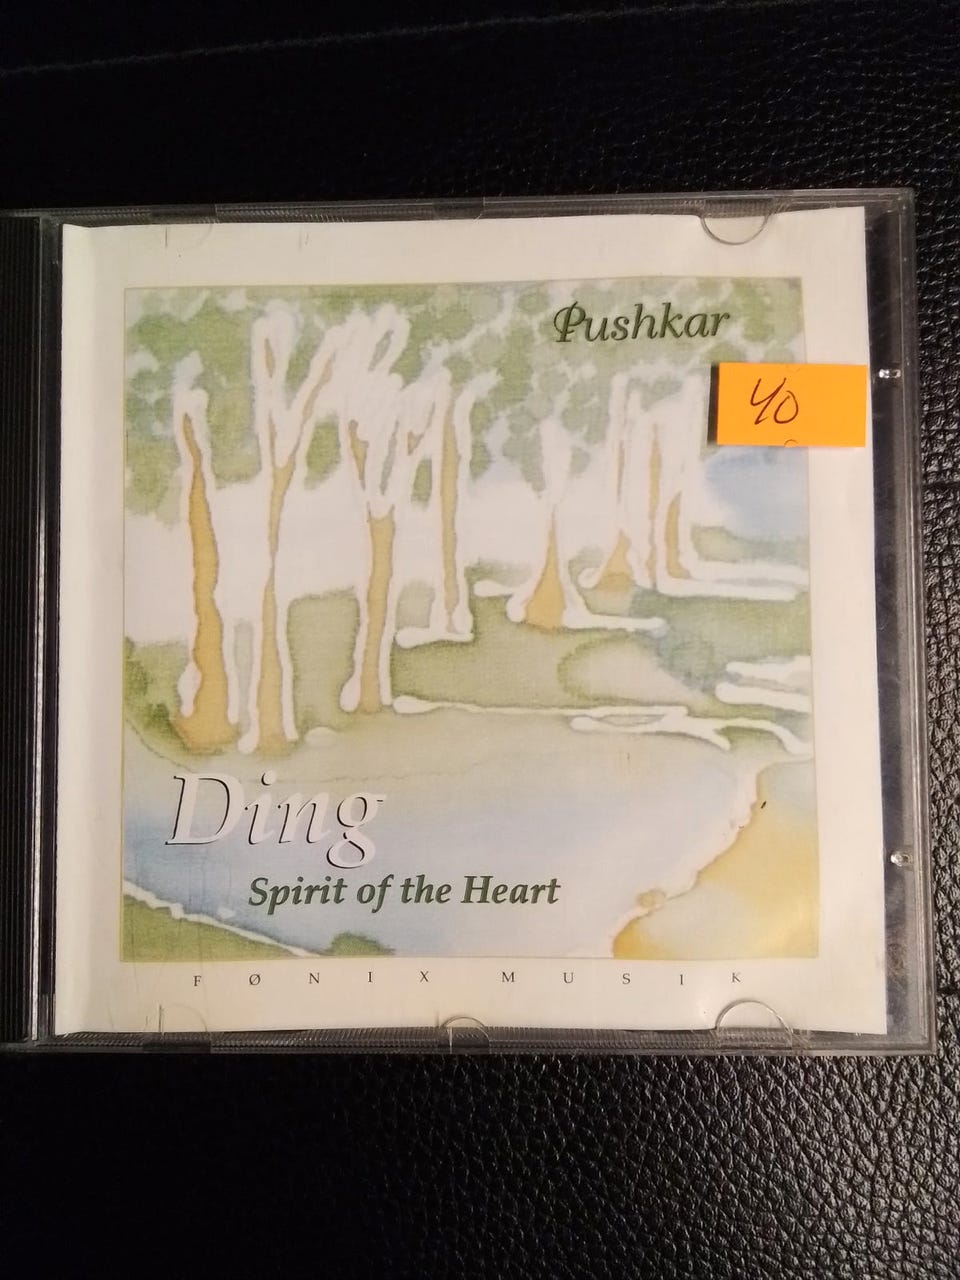 Pushkar
40
Ding
Spirit of the Heart
FØNIX MUSIK